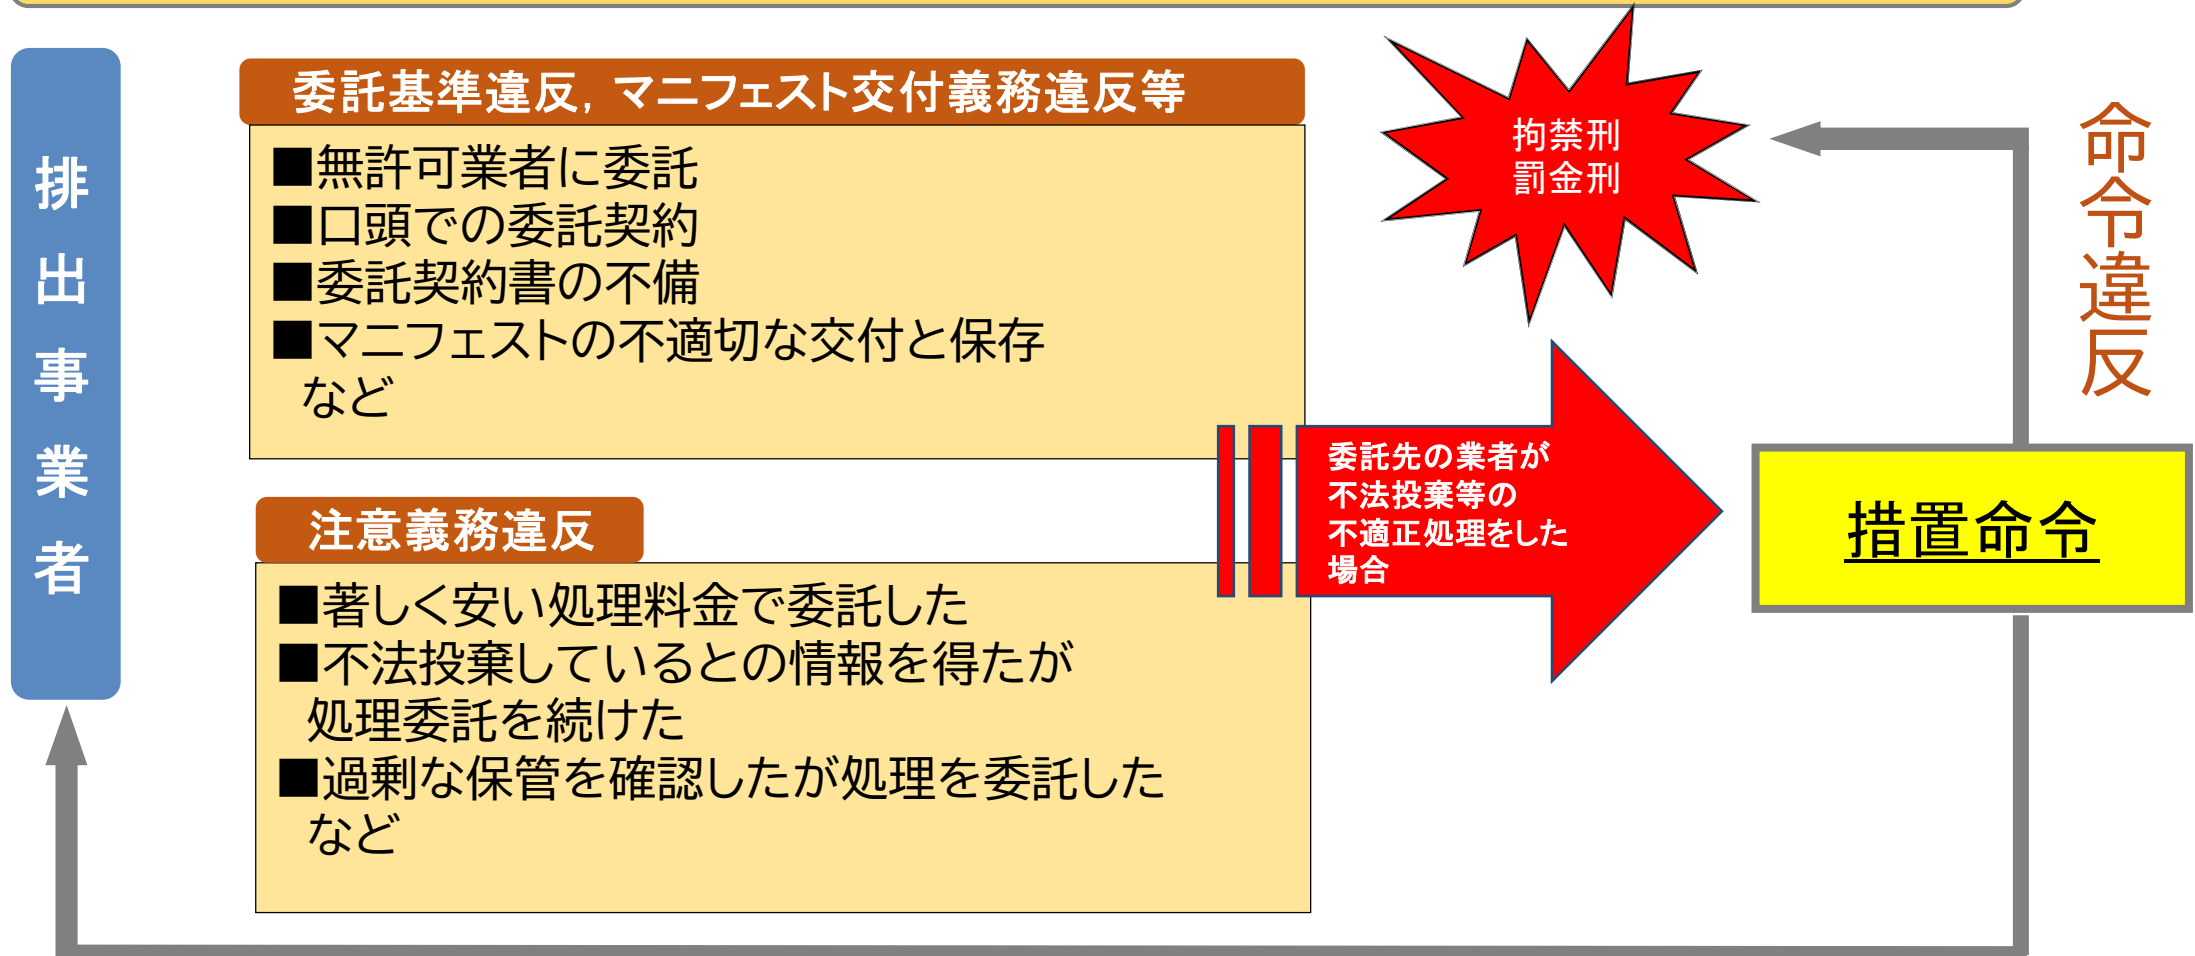 排出事業者
委託基準違反，マニフェスト交付義務違反等
■無許可業者に委託
■口頭での委託契約
■委託契約書の不備
■マニフェストの不適切な交付と保存
など
注意義務違反
■著しく安い処理料金で委託した
■不法投棄しているとの情報を得たが
処理委託を続けた
■過剰な保管を確認したが処理を委託した
など
委託先の業者が
不法投棄等の
不適正処理をした
場合
拘禁刑
罰金刑
命令違反
措置命令